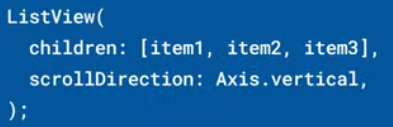 ListView(
  children: [item1, item2, item3],
  scrollDirection: Axis.vertical,
);